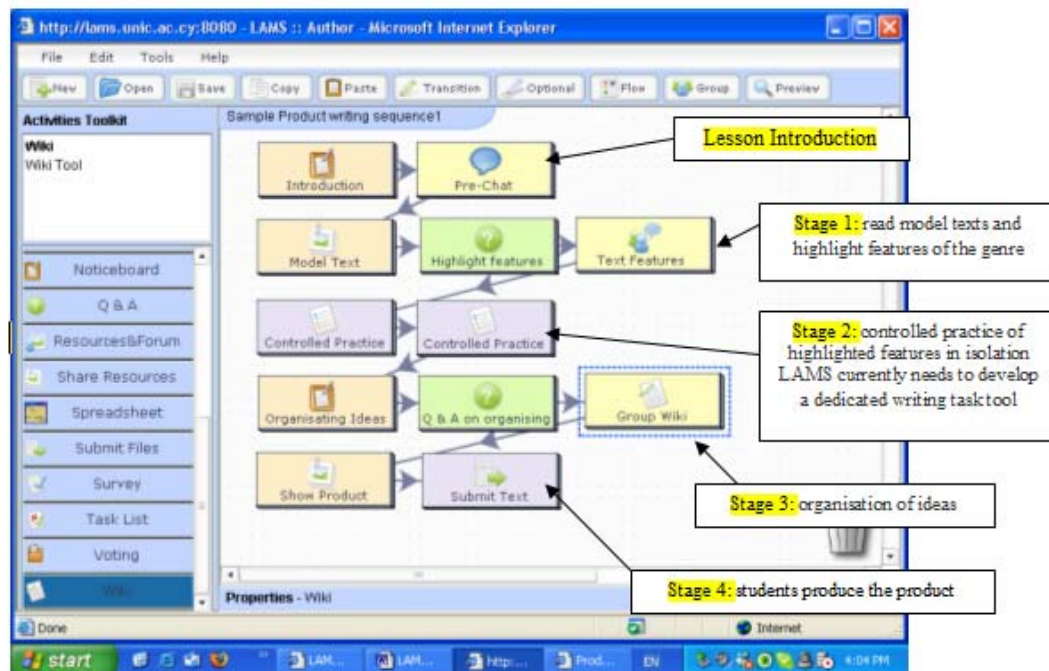 http://lams.unic.ac.cy:8080 - LAMS :: Author - Microsoft Internet Explorer
File Edit Tools Help
New Open Save Copy Paste Transition Optional Flow Group Preview
Activities Toolkit
Wiki
Wiki Tool
Noticeboard
Q & A
Resources&Forum
Share Resources
Spreadsheet
Submit Files
Survey
Task List
Voting
Wiki
Sample Product writing sequence1
Introduction
Pre-Chat
Model Text
Highlight features
Text Features
Controlled Practice
Controlled Practice
Organisating Ideas
Q & A on organising
Group Wiki
Show Product
Submit Text
Lesson Introduction
Stage 1: read model texts and
highlight features of the genre
Stage 2: controlled practice of
highlighted features in isolation
LAMS currently needs to develop
a dedicated writing task tool
Stage 3: organisation of ideas
Stage 4: students produce the product
Properties - Wiki
Done
Internet
start
LAM...
LAM...
http:...
Prod...
EN
4:04 PM